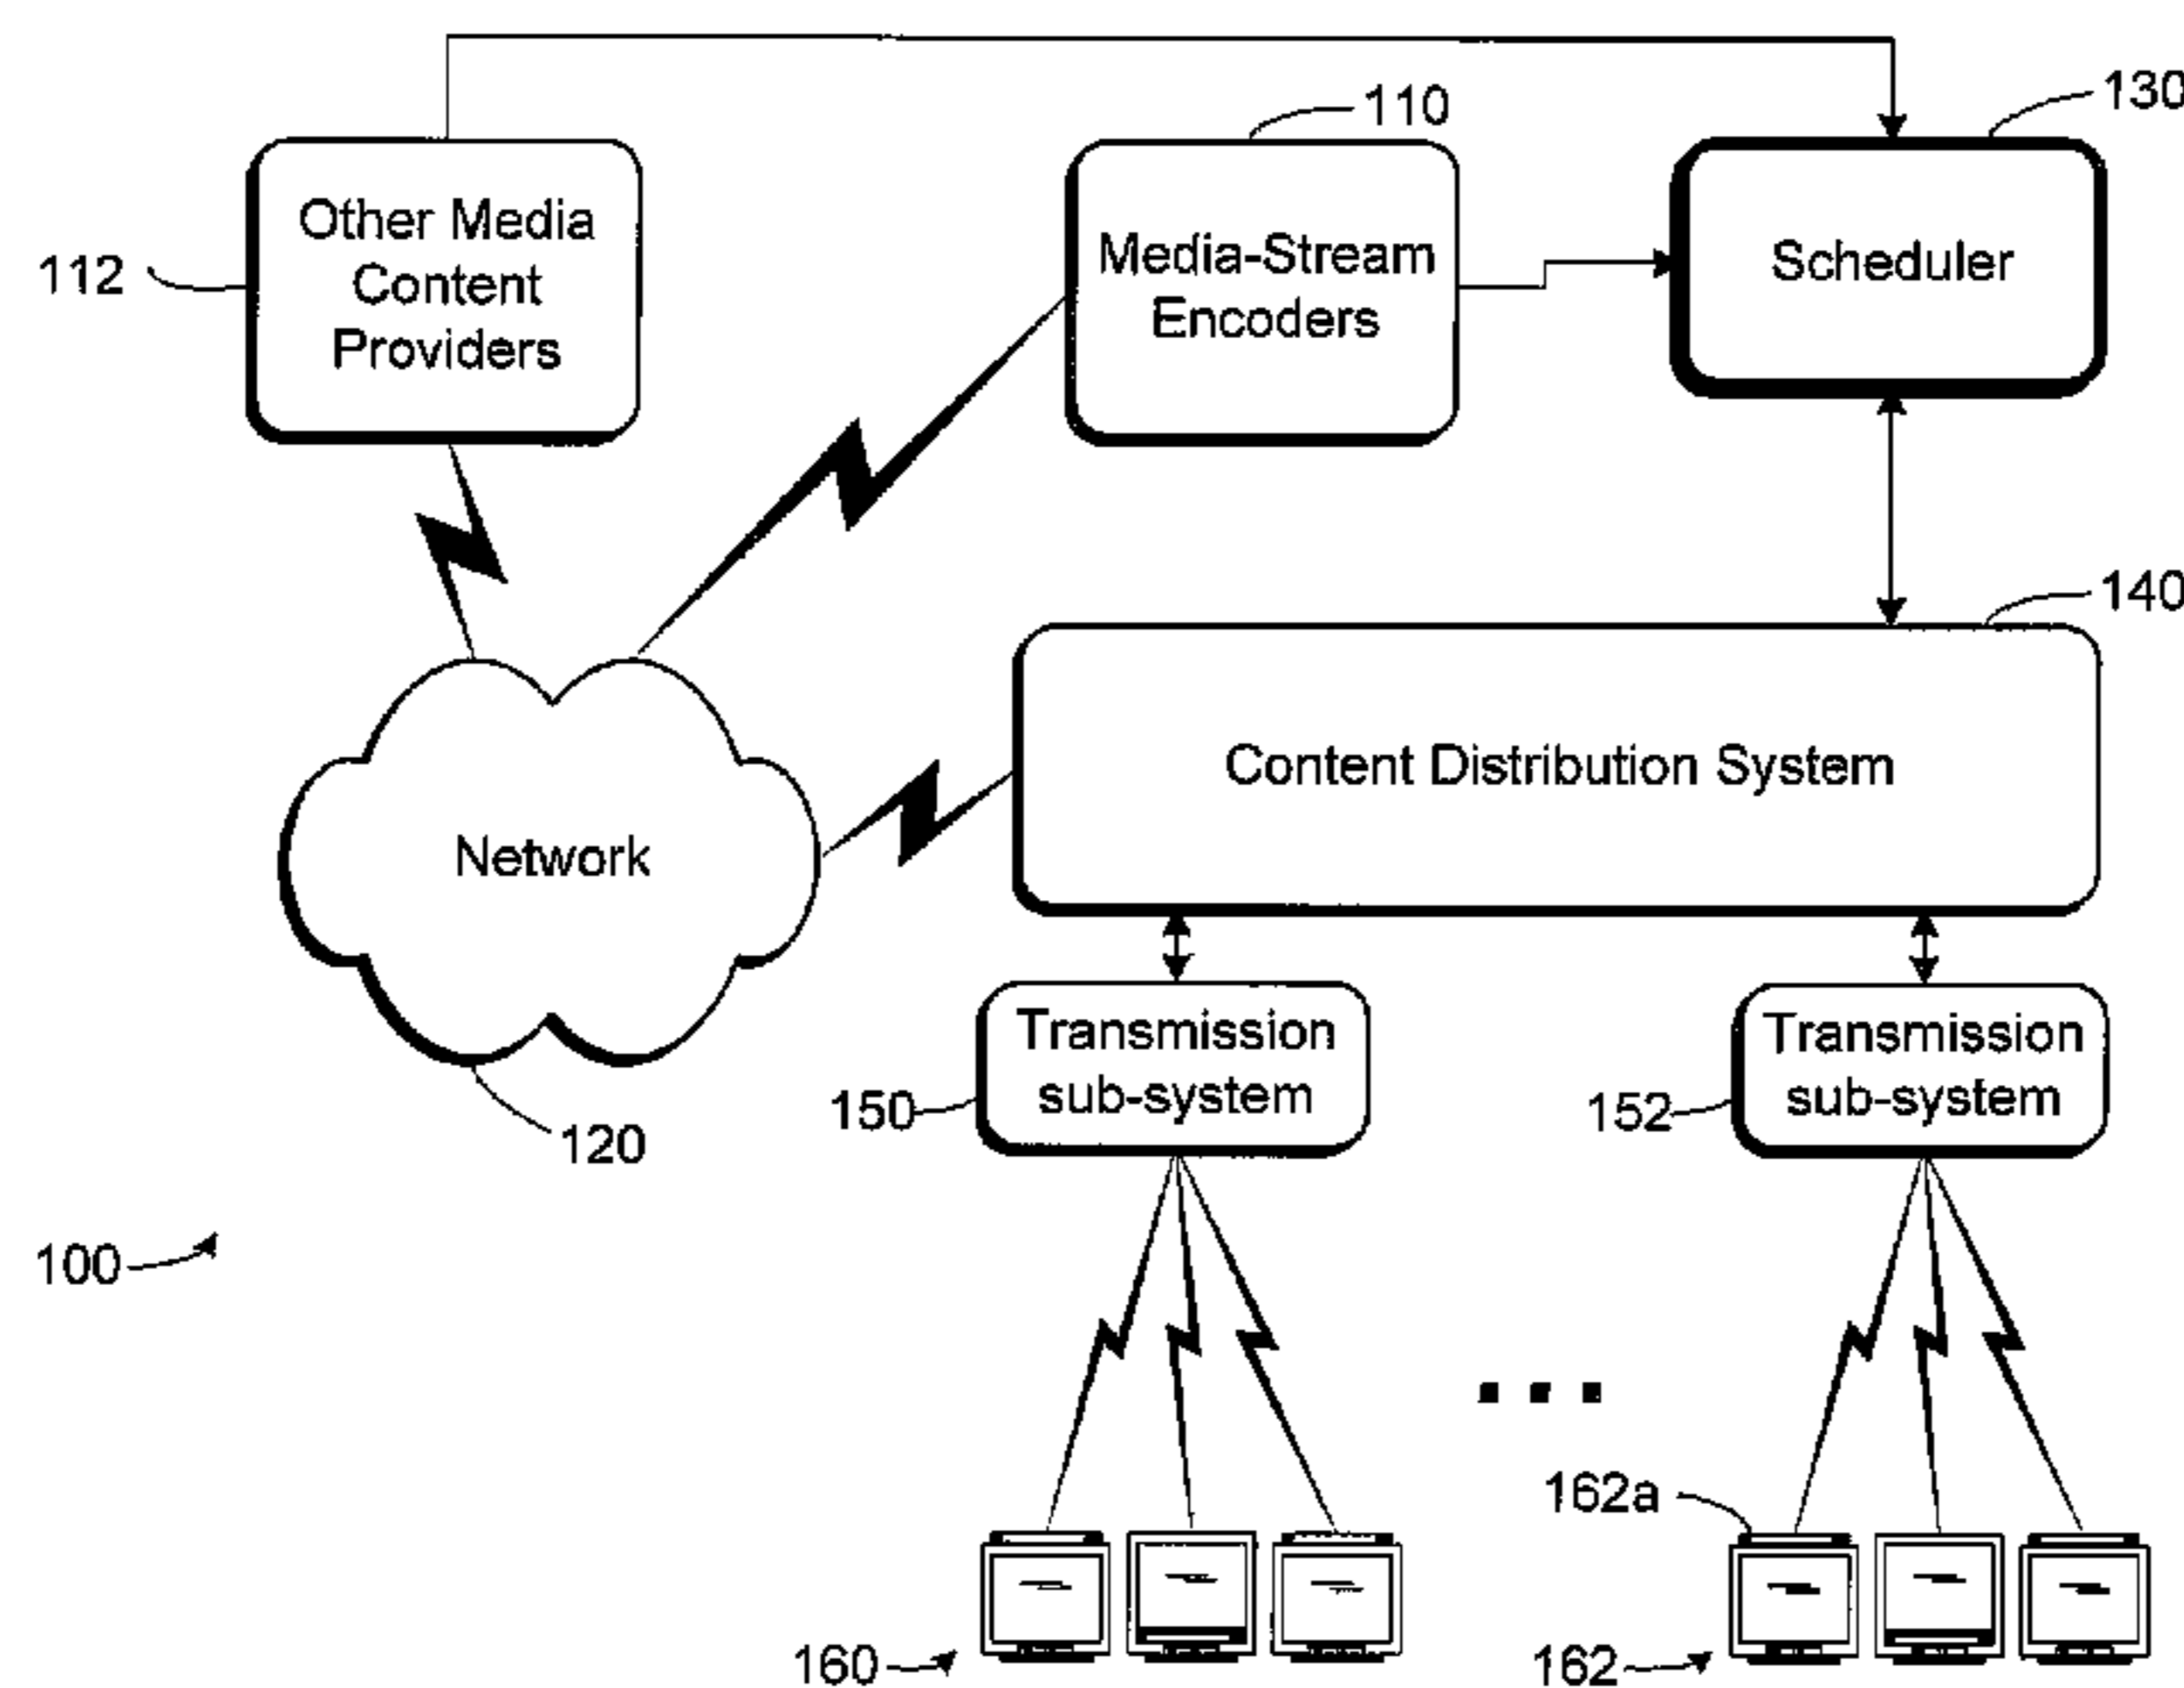 110
130
Other Media
Content
Providers
112
Media-Stream
Encoders
Scheduler
140
Content Distribution System
Network
Transmission
sub-system
150
Transmission
sub-system
152
120
100
...
162a
160
162